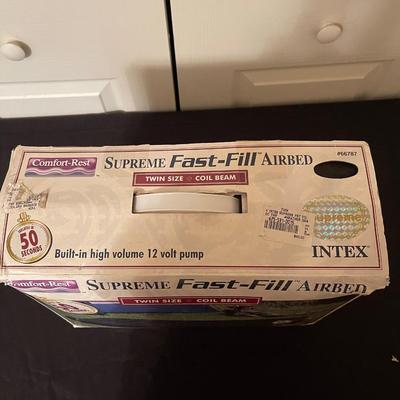 #66787
Comfort-Rest
SUPREME Fast-Fill AIRBED
TWIN SIZE COIL BEAM
50
SECONDS
Built-in high volume 12 volt pump
upreme
INTEX
Comfort-Rest
SUPREME Fast-Fill AIRBED
TWIN SIZE COIL BEAM